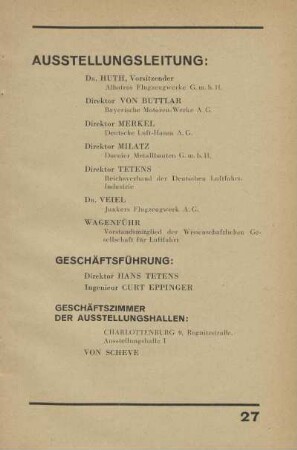 AUSSTELLUNGSLEITUNG:
Dr. HUTH, Vorsitzender
Albatros Flugzeugwerke G. m. b. H.
Direktor VON BUTTLAR
Bayerische Motoren-Werke A. G.
Direktor MERKEL
Deutsche Luft-Hansa A. G.
Direktor MILATZ
Dornier Metallbauten G. m. b. H.
Direktor TETENS
Reichsverband der Deutschen Luftfahrt-
Industrie
Dr. VEIEL
Junkers Flugzeugwerk A. G.
WAGENFÜHR
Vorstandsmitglied der Wissenschaftlichen Ge-
sellschaft für Luftfahrt
GESCHÄFTSFÜHRUNG:
Direktor HANS TETENS
Ingenieur CURT EPPINGER
GESCHÄFTSZIMMER
DER AUSSTELLUNGSHALLEN:
CHARLOTTENBURG 9, Königin-
Ausstellungshalle I
VON SCHEVE
27